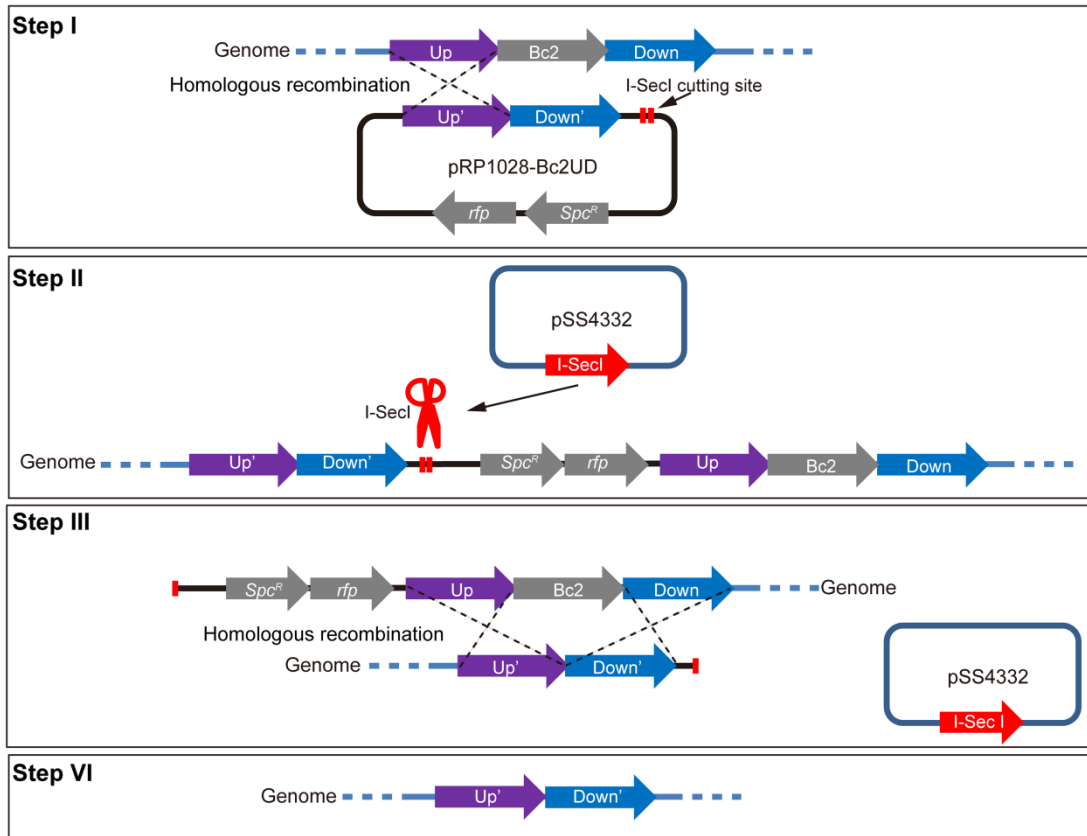 Step I
Genome
Up
Bc2
Down
Homologous recombination
I-SecI cutting site
Up'
Down'
pRP1028-Bc2UD
rfp
Spcᴿ
Step II
pSS4332
I-SecI
I-SecI
Genome
Up'
Down'
Spcᴿ
rfp
Up
Bc2
Down
Step III
Spcᴿ
rfp
Up
Bc2
Down
Genome
Homologous recombination
Genome
Up'
Down'
pSS4332
I-Sec I
Step VI
Genome
Up'
Down'